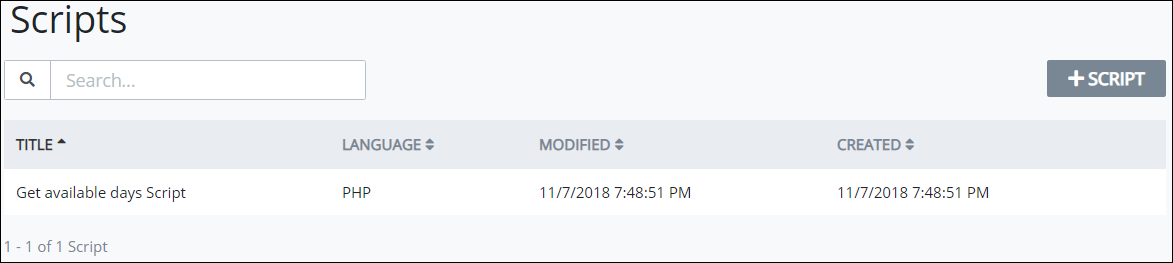 Scripts
Search...
SCRIPT
TITLE LANGUAGE MODIFIED CREATED
Get available days Script PHP 11/7/2018 7:48:51 PM 11/7/2018 7:48:51 PM
1 - 1 of 1 Script